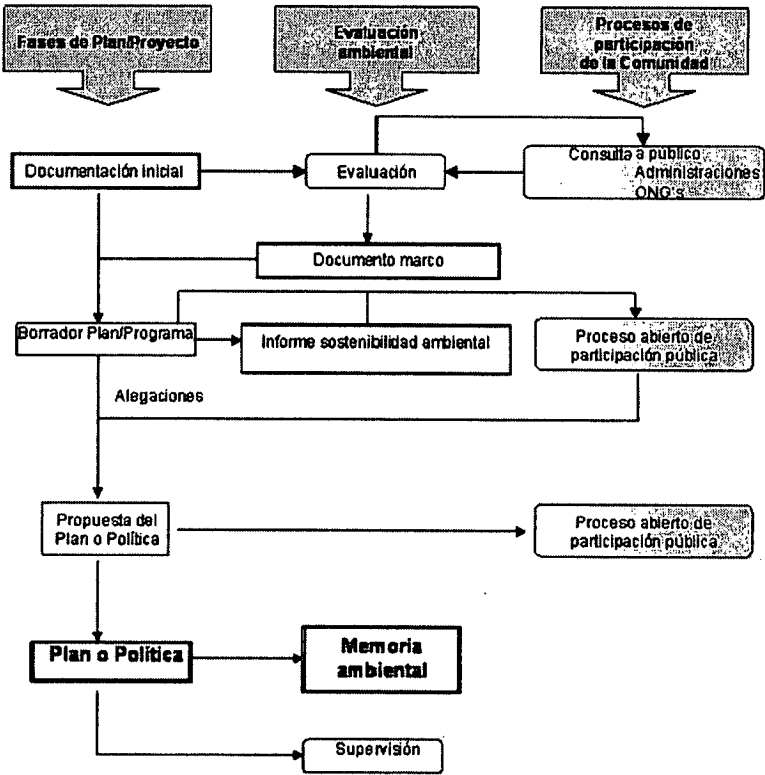 Fases de Plan/Proyecto
Evaluación
ambiental
Procesos de
participación
de la Comunidad
Documentación inicial
Evaluación
Consulta a público
Administraciones
ONG's
Documento marco
Borrador Plan/Programa
Informe sostenibilidad ambiental
Proceso abierto de
participación pública
Alegaciones
Propuesta del
Plan o Política
Proceso abierto de
participación pública
Plan o Política
Memoria
ambiental
Supervisión